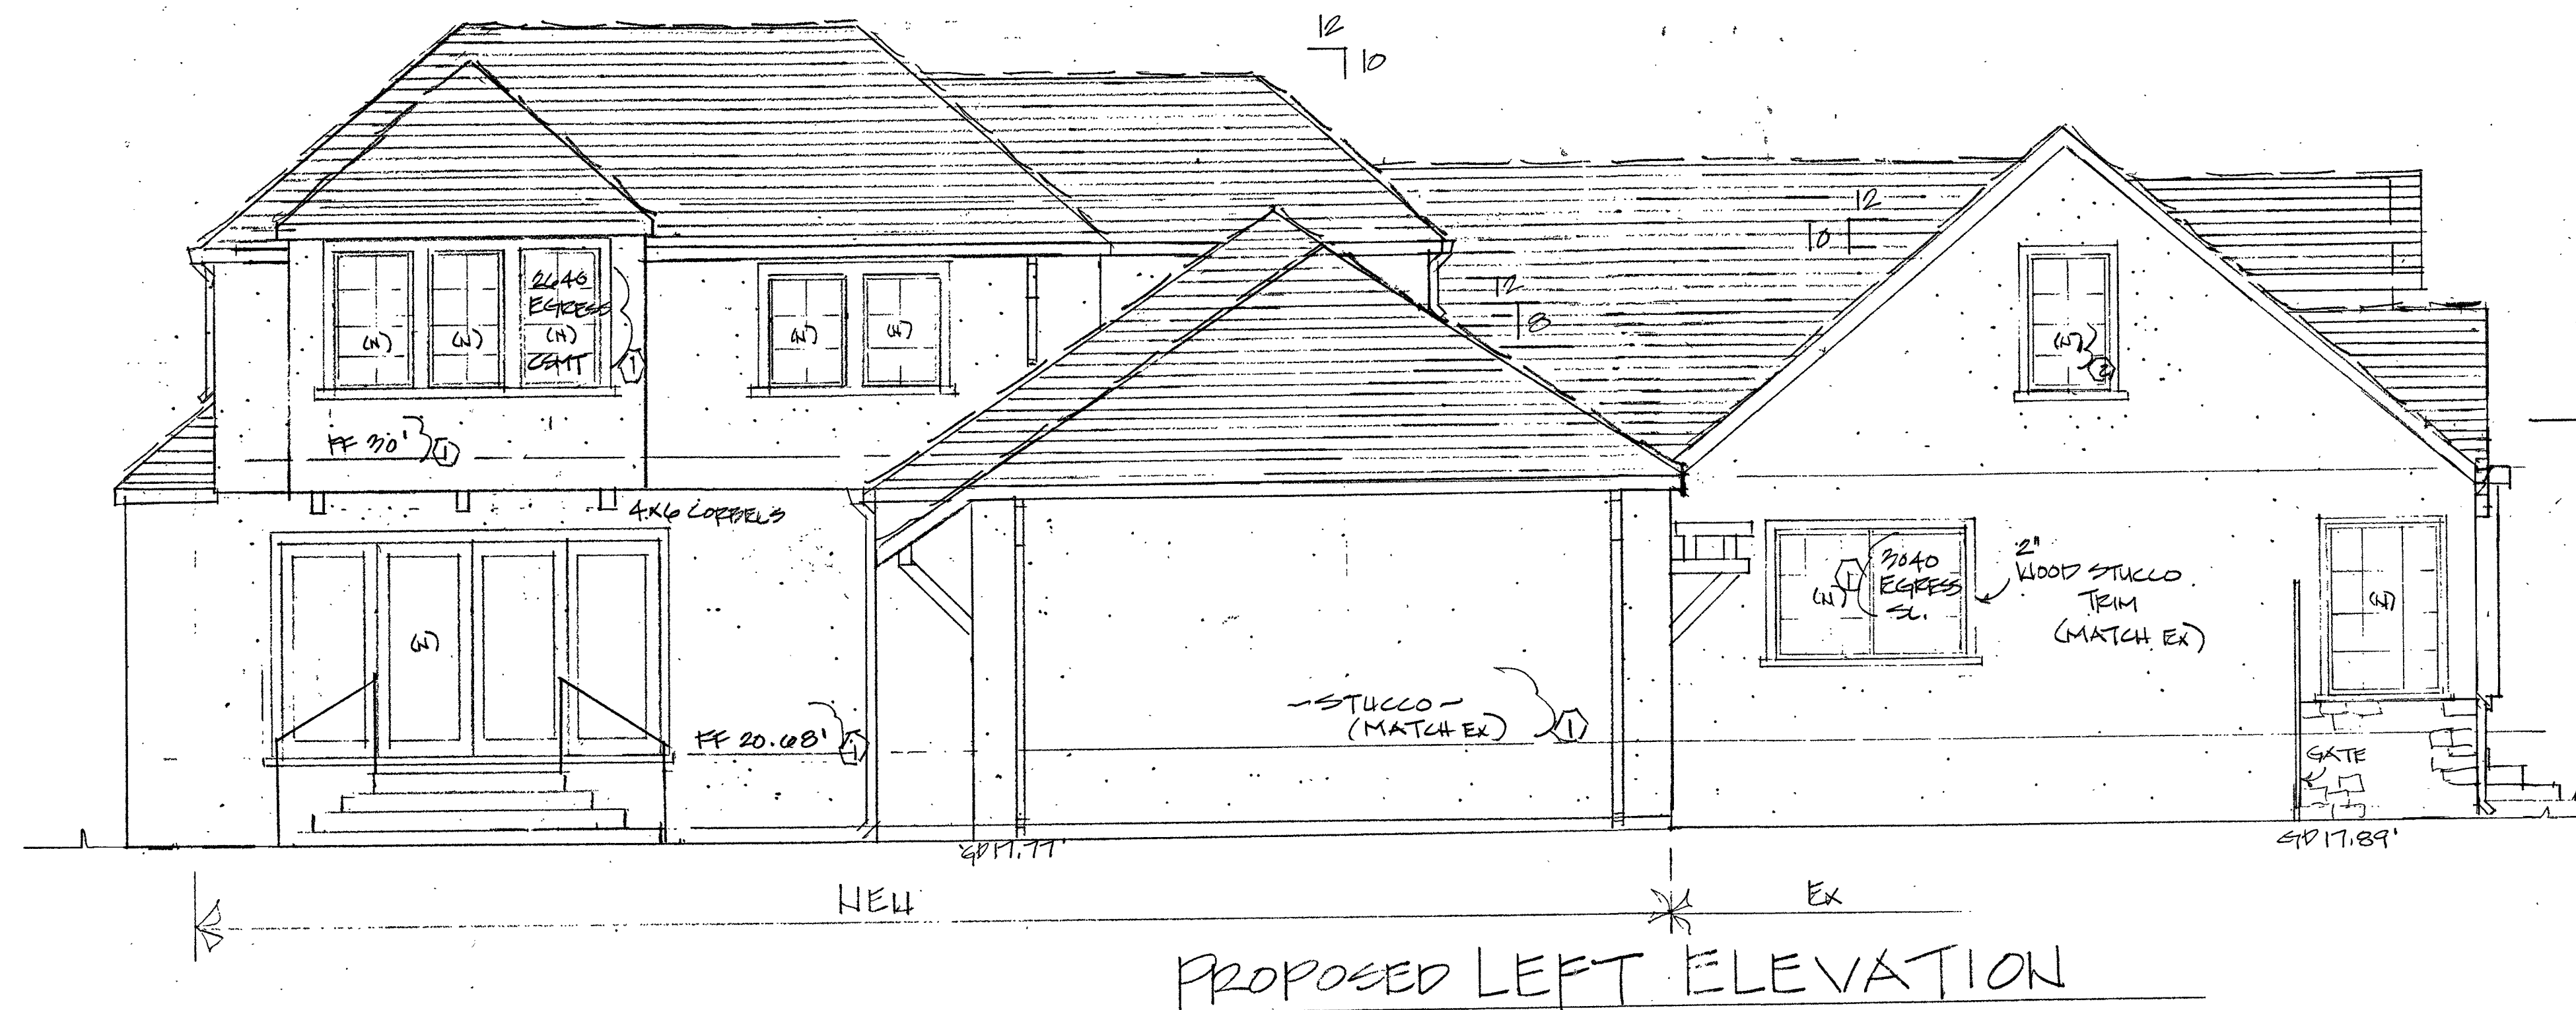 12
10
12
10
12
8
2640
EGRESS
(N)
CSMT
1
(N)
(N)
(N)
(N)
(N)
2
FF 30'
1
4x6 CORBELS
(N)
3040
EGRESS
SL.
1
(N)
2"
WOOD STUCCO
TRIM
(MATCH EX)
(N)
FF 20.68'
1
-STUCCO-
(MATCH EX)
1
GATE
GD 17.77'
GD 17.89'
NEW
EX
PROPOSED LEFT ELEVATION